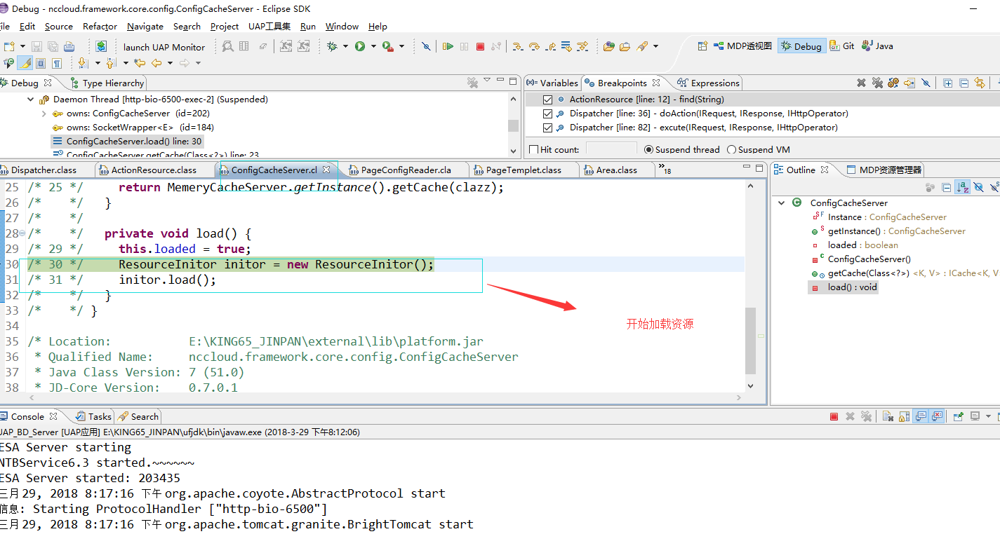 Debug - nccloud.framework.core.config.ConfigCacheServer - Eclipse SDK
ile Edit Source Refactor Navigate Search Project UAP工具集 Run Window Help
launch UAP Monitor
MDP透视图 Debug Git Java
Debug Type Hierarchy
Daemon Thread [http-bio-6500-exec-2] (Suspended)
owns: ConfigCacheServer (id=202)
owns: SocketWrapper<E> (id=184)
ConfigCacheServer.load() line: 30
ConfigCacheServer.getCache(Class<?>) line: 23
(x)= Variables Breakpoints Expressions
ActionResource [line: 12] - find(String)
Dispatcher [line: 36] - doAction(IRequest, IResponse, IHttpOperator)
Dispatcher [line: 82] - excute(IRequest, IResponse, IHttpOperator)
Hit count: Suspend thread Suspend VM
Dispatcher.class ActionResource.class ConfigCacheServer.cl PageConfigReader.cla PageTemplet.class Area.class »18
25 /* 25 */ return MemeryCacheServer.getInstance().getCache(clazz);
26 /* */ }
27 /* */
28 /* */ private void load() {
29 /* 29 */ this.loaded = true;
30 /* 30 */ ResourceInitor initor = new ResourceInitor();
31 /* 31 */ initor.load();
32 /* */ }
33 /* */ }
34
35 /* Location: E:\KING65_JINPAN\external\lib\platform.jar
36 * Qualified Name: nccloud.framework.core.config.ConfigCacheServer
37 * Java Class Version: 7 (51.0)
38 * JD-Core Version: 0.7.0.1
开始加载资源
Outline MDP资源管理器
ConfigCacheServer
Instance : ConfigCacheServer
getInstance() : ConfigCacheServer
loaded : boolean
ConfigCacheServer()
getCache(Class<?>) <K, V> : ICache<K, V
load() : void
Console Tasks Search
UAP_BD_Server [UAP应用] E:\KING65_JINPAN\ufjdk\bin\javaw.exe (2018-3-29 下午8:12:06)
ESA Server starting
NTBService6.3 started.~~~~~~
ESA Server started: 203435
三月 29, 2018 8:17:16 下午 org.apache.coyote.AbstractProtocol start
信息: Starting ProtocolHandler ["http-bio-6500"]
三月 29, 2018 8:17:16 下午 org.apache.tomcat.granite.BrightTomcat start